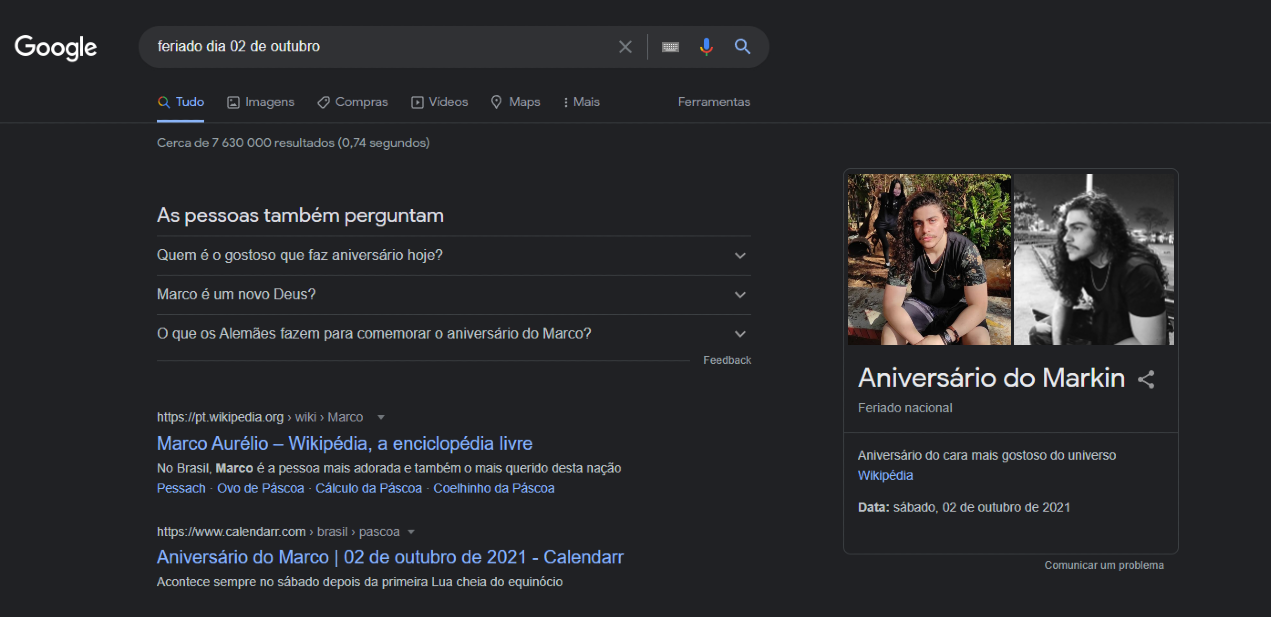 Google
feriado dia 02 de outubro
Tudo Imagens Compras Vídeos Maps Mais Ferramentas
Cerca de 7 630 000 resultados (0,74 segundos)
As pessoas também perguntam
Quem é o gostoso que faz aniversário hoje?
Marco é um novo Deus?
O que os Alemães fazem para comemorar o aniversário do Marco?
Feedback
https://pt.wikipedia.org › wiki › Marco
Marco Aurélio – Wikipédia, a enciclopédia livre
No Brasil, Marco é a pessoa mais adorada e também o mais querido desta nação
Pessach · Ovo de Páscoa · Cálculo da Páscoa · Coelhinho da Páscoa
https://www.calendarr.com › brasil › pascoa
Aniversário do Marco | 02 de outubro de 2021 - Calendarr
Acontece sempre no sábado depois da primeira Lua cheia do equinócio
Aniversário do Markin
Feriado nacional
Aniversário do cara mais gostoso do universo
Wikipédia
Data: sábado, 02 de outubro de 2021
Comunicar um problema